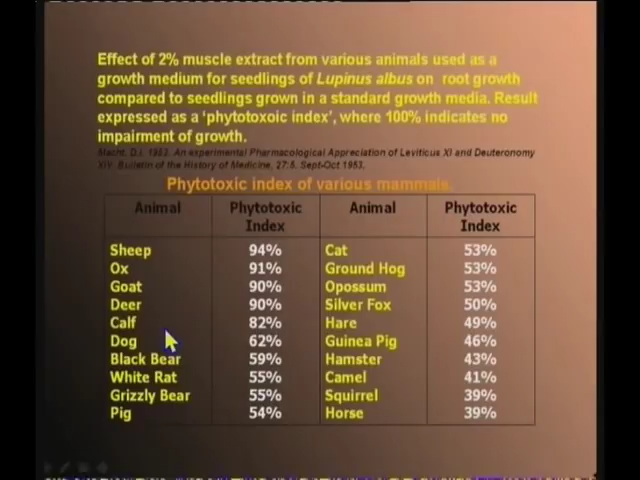 Effect of 2% muscle extract from various animals used as a
growth medium for seedlings of Lupinus albus on root growth
compared to seedlings grown in a standard growth media. Result
expressed as a 'phytotoxic index', where 100% indicates no
impairment of growth.
Macht, D.I. 1953. An experimental Pharmacological Appreciation of Leviticus XI and Deuteronomy
XIV. Bulletin of the History of Medicine, 27:5. Sept-Oct 1953.
Phytotoxic index of various mammals.
Animal Phytotoxic Index Animal Phytotoxic Index
Sheep 94% Cat 53%
Ox 91% Ground Hog 53%
Goat 90% Opossum 53%
Deer 90% Silver Fox 50%
Calf 82% Hare 49%
Dog 62% Guinea Pig 46%
Black Bear 59% Hamster 43%
White Rat 55% Camel 41%
Grizzly Bear 55% Squirrel 39%
Pig 54% Horse 39%